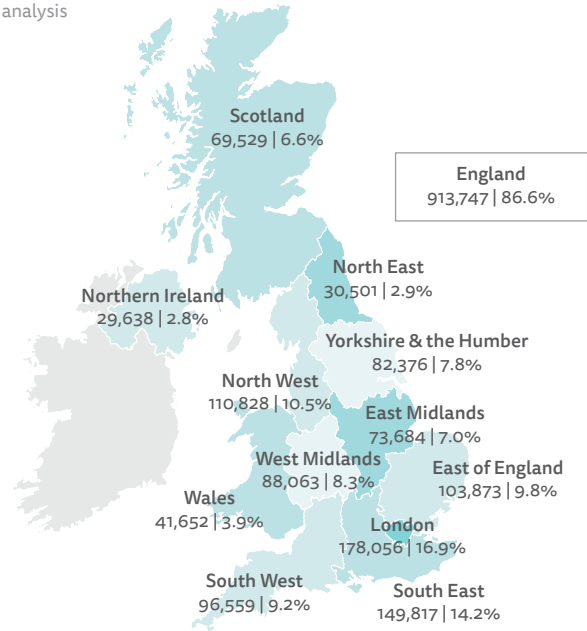 analysis
Scotland
69,529 | 6.6%
England
913,747 | 86.6%
North East
30,501 | 2.9%
Northern Ireland
29,638 | 2.8%
Yorkshire & the Humber
82,376 | 7.8%
North West
110,828 | 10.5%
East Midlands
73,684 | 7.0%
West Midlands
88,063 | 8.3%
East of England
103,873 | 9.8%
Wales
41,652 | 3.9%
London
178,056 | 16.9%
South West
96,559 | 9.2%
South East
149,817 | 14.2%